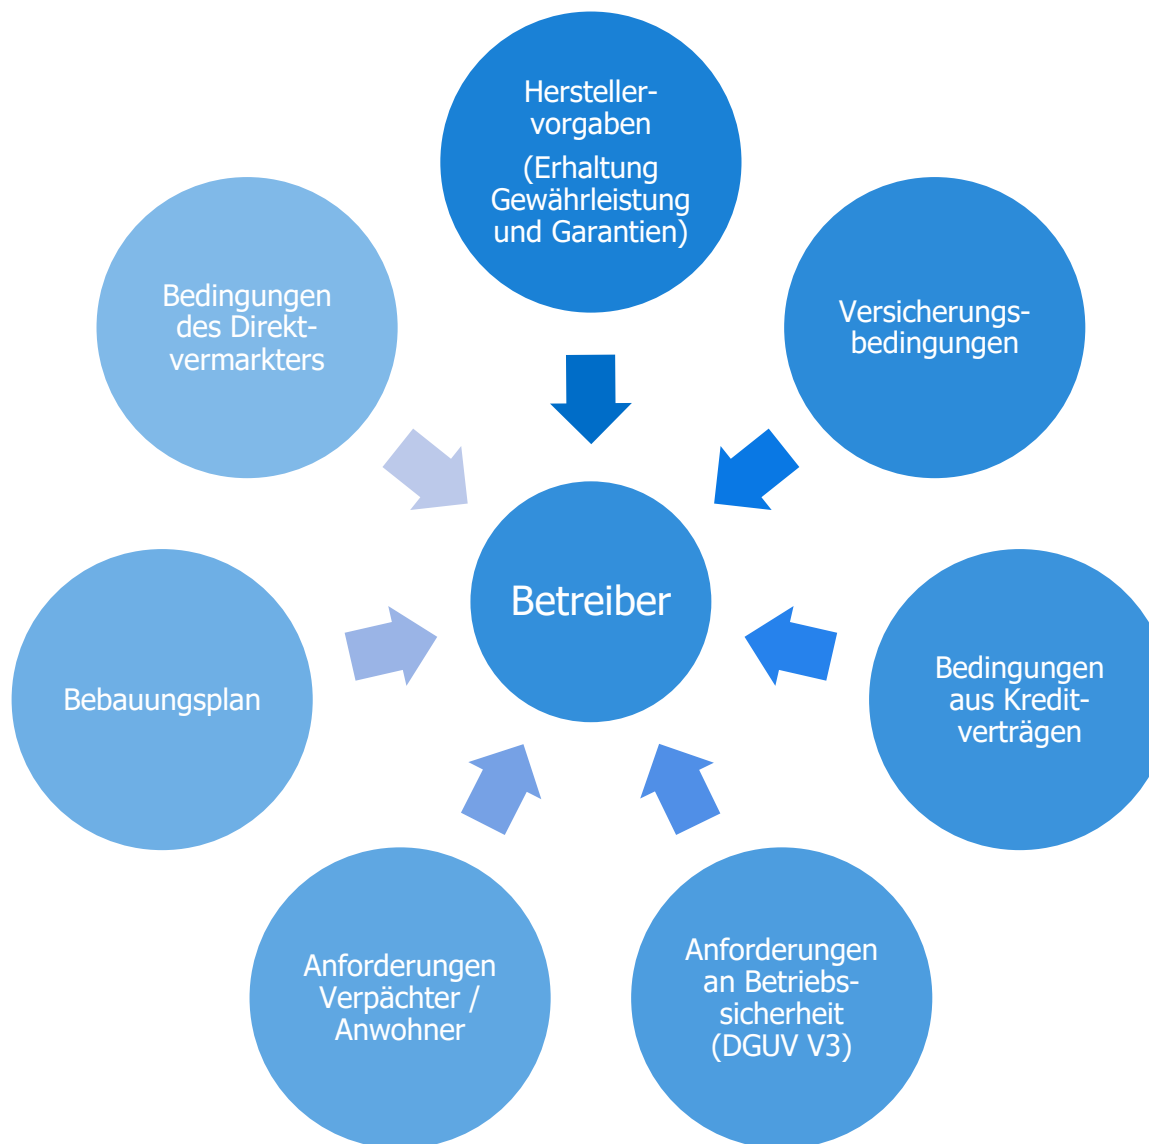 Hersteller-
vorgaben
(Erhaltung
Gewährleistung
und Garantien)
Versicherungs-
bedingungen
Bedingungen
aus Kredit-
verträgen
Anforderungen
an Betriebs-
sicherheit
(DGUV V3)
Anforderungen
Verpächter /
Anwohner
Bebauungsplan
Bedingungen
des Direkt-
vermarkters
Betreiber